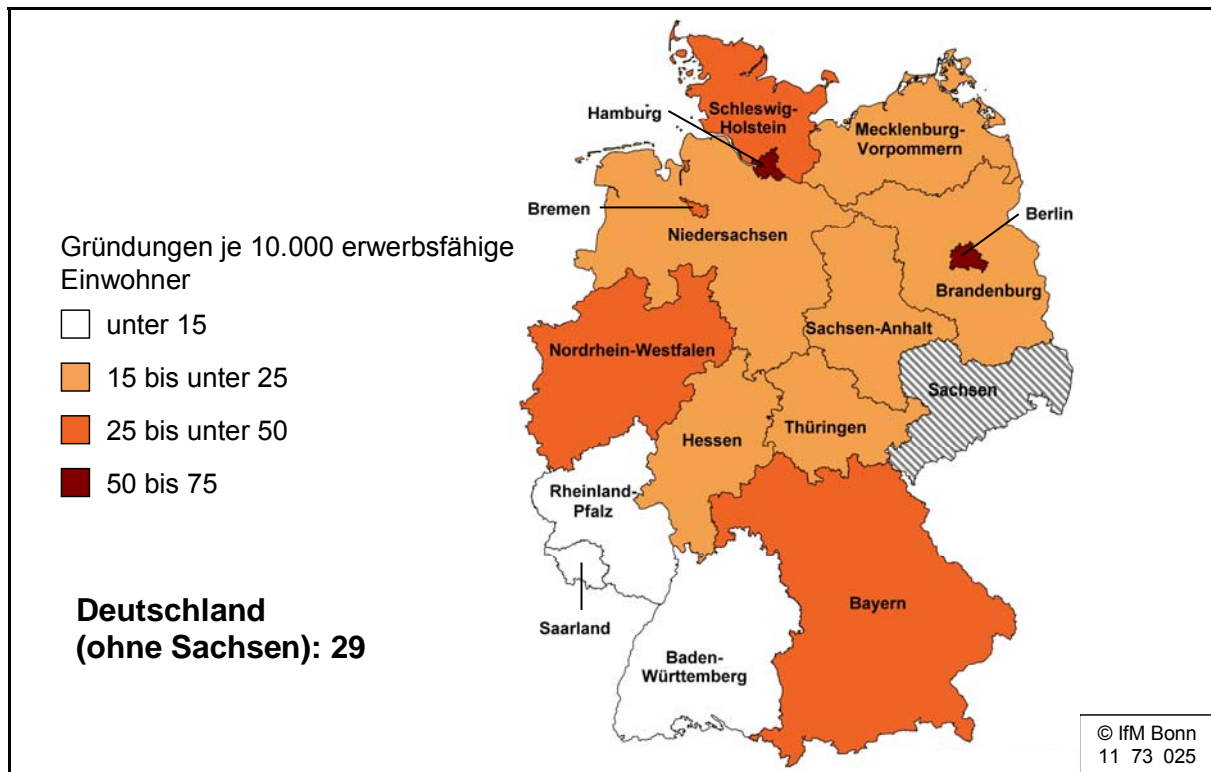 Gründungen je 10.000 erwerbsfähige
Einwohner
unter 15
15 bis unter 25
25 bis unter 50
50 bis 75
Deutschland
(ohne Sachsen): 29
Hamburg
Schleswig-
Holstein
Mecklenburg-
Vorpommern
Bremen
Niedersachsen
Berlin
Brandenburg
Sachsen-Anhalt
Nordrhein-Westfalen
Sachsen
Hessen
Thüringen
Rheinland-
Pfalz
Saarland
Bayern
Baden-
Württemberg
© IfM Bonn
11 73 025